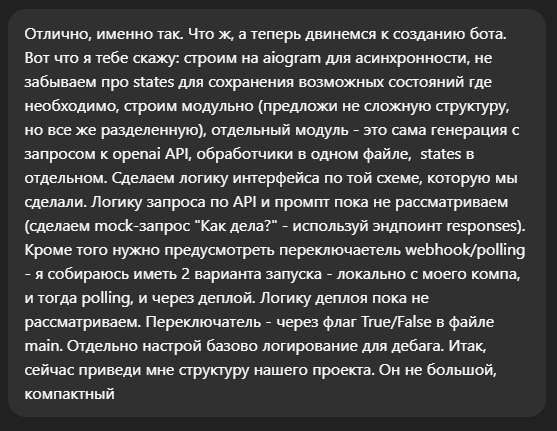 Отлично, именно так. Что ж, а теперь двинемся к созданию бота.
Вот что я тебе скажу: строим на aiogram для асинхронности, не
забываем про states для сохранения возможных состояний где
необходимо, строим модульно (предложи не сложную структуру,
но все же разделенную), отдельный модуль - это сама генерация с
запросом к openai API, обработчики в одном файле,  states в
отдельном. Сделаем логику интерфейса по той схеме, которую мы
сделали. Логику запроса по API и промпт пока не рассматриваем
(сделаем mock-запрос "Как дела?" - используй эндпоинт responses).
Кроме того нужно предусмотреть переключаетель webhook/polling
- я собираюсь иметь 2 варианта запуска - локально с моего компа,
и тогда polling, и через деплой. Логику деплоя пока не
рассматриваем. Переключатель - через флаг True/False в файле
main. Отдельно настрой базово логирование для дебага. Итак,
сейчас приведи мне структуру нашего проекта. Он не большой,
компактный